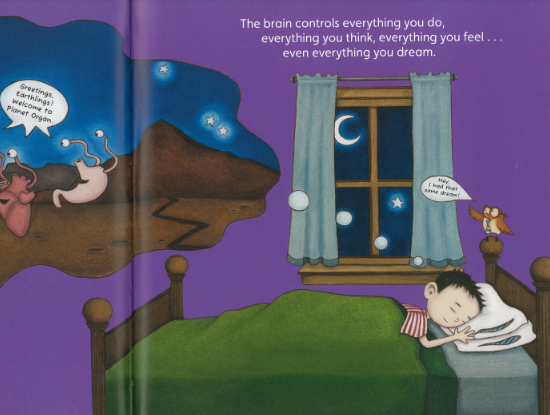 The brain controls everything you do,
everything you think, everything you feel . . .
even everything you dream.
Greetings,
Earthlings!
Welcome to
Planet Organ.
Hey,
I had that
same dream!